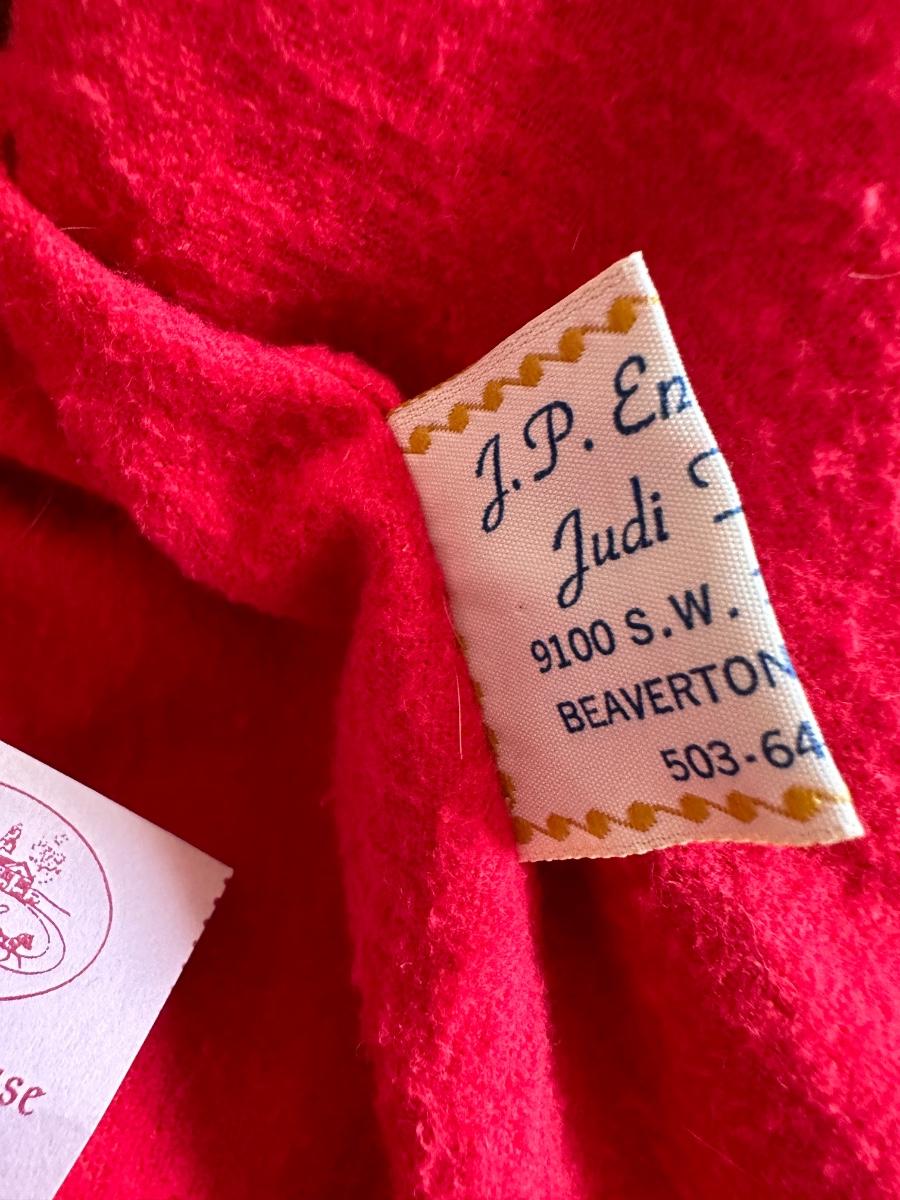 J.P. En
Judi
9100 S.W.
BEAVERTON
503-64
se